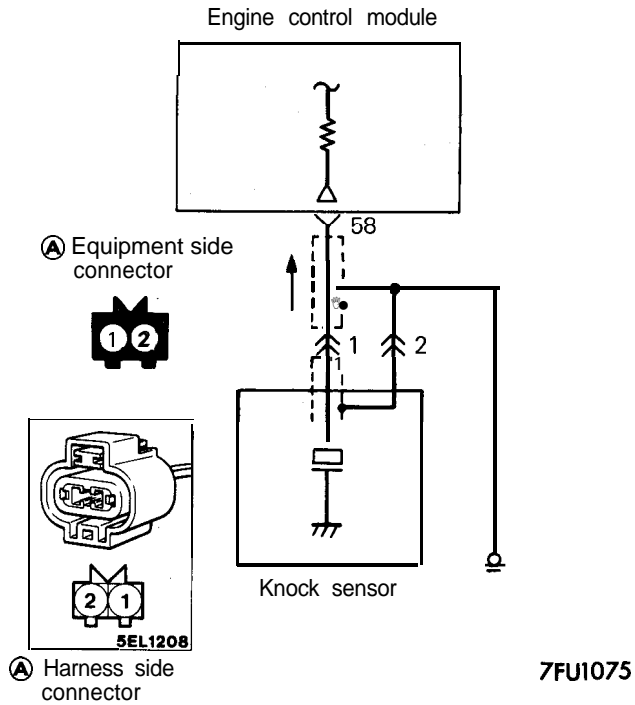 Engine control module
58
Ⓐ Equipment side
connector
1 2
1
2
1
Knock sensor
2 1
5EL1208
Ⓐ Harness side
connector
7FU1075